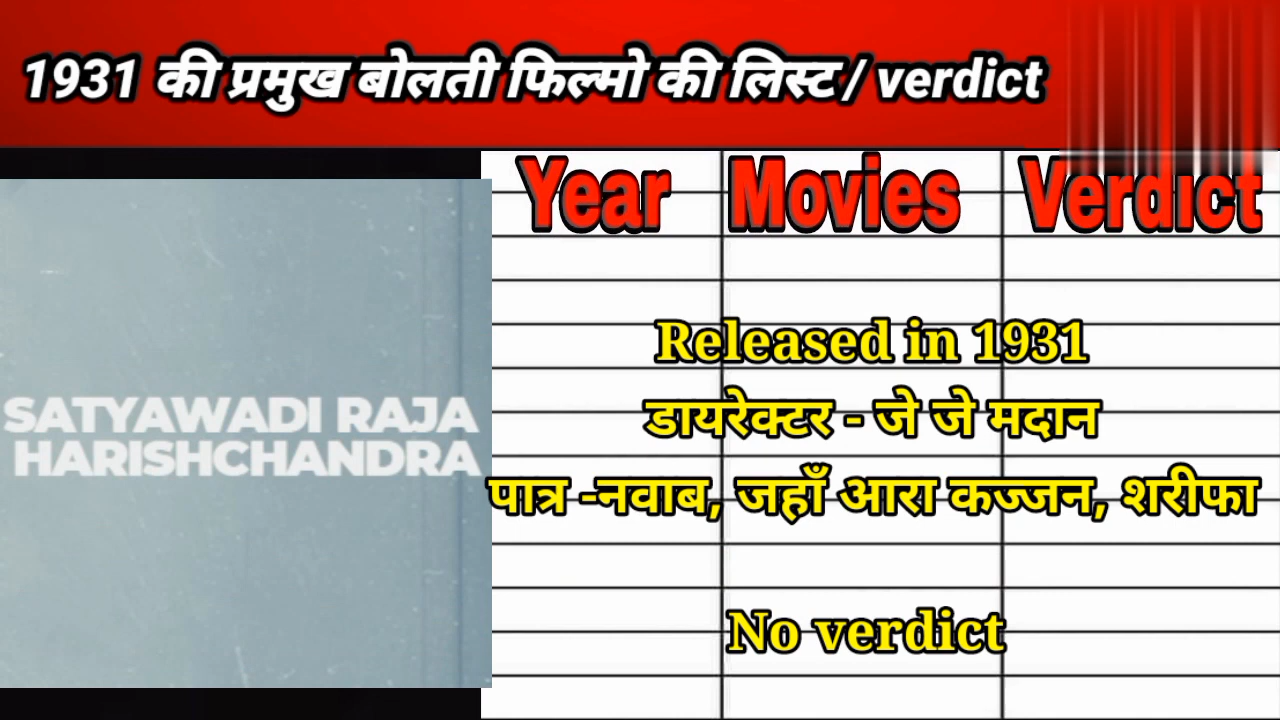 1931 की प्रमुख बोलती फिल्मो की लिस्ट/ verdict
Year Movies Verdict
SATYAWADI RAJA
HARISHCHANDRA
Released in 1931
डायरेक्टर - जे जे मदान
पात्र -नवाब, जहाँ आरा कज्जन, शरीफा
No verdict